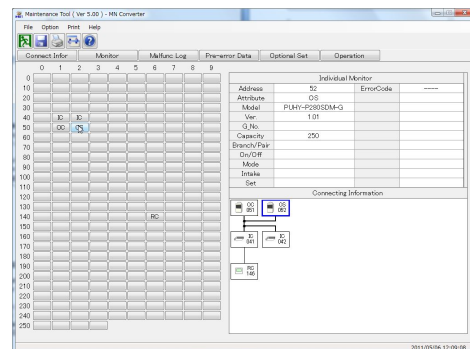 Maintenance Tool ( Ver 5.00 ) - MN Converter
File Option Print Help
Connect Infor Monitor Malfunc Log Pre-error Data Optional Set Operation
0 1 2 3 4 5 6 7 8 9
0
10
20
30
40 IC IC
50 OC OS
60
70
80
90
100
110
120
130
140 RC
150
160
170
180
190
200
210
220
230
240
250
Individual Monitor
Address 52 ErrorCode ----
Attribute OS
Model PUHY-P280SDM-G
Ver. 1.01
G_No.
Capacity 250
Branch/Pair
On/Off
Mode
Intake
Set
Connecting Information
OC 051 OS 052
IC 041 IC 042
RC 146
2011/05/06 12:09:08